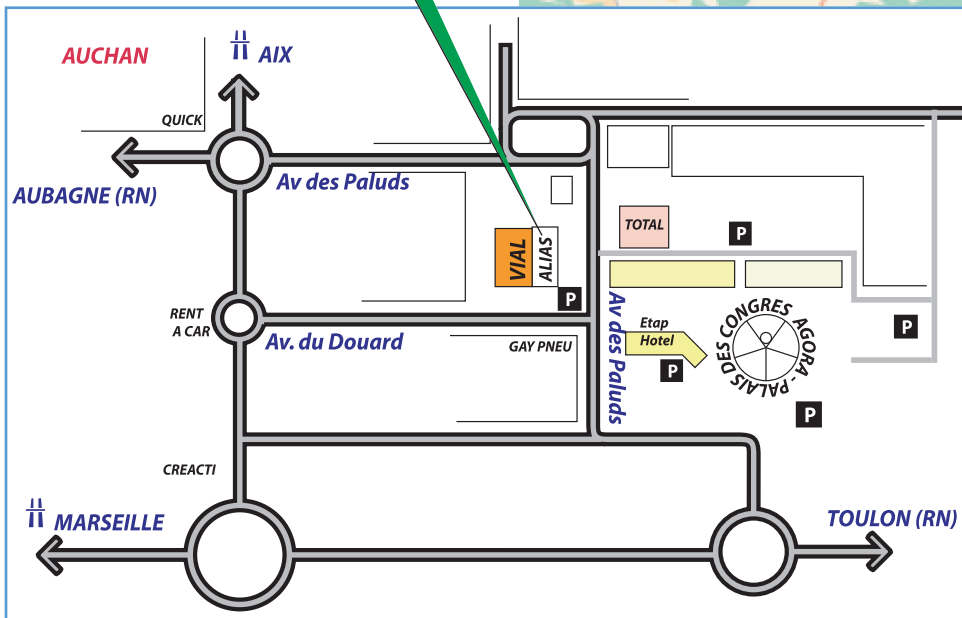 AUCHAN
AIX
QUICK
AUBAGNE (RN)
Av des Paluds
TOTAL
P
VIAL
ALIAS
P
RENT
A CAR
Av. du Douard
GAY PNEU
Av des Paluds
Etap
Hotel
P
AGORA - PALAIS DES CONGRES
P
P
CREACTI
MARSEILLE
TOULON (RN)